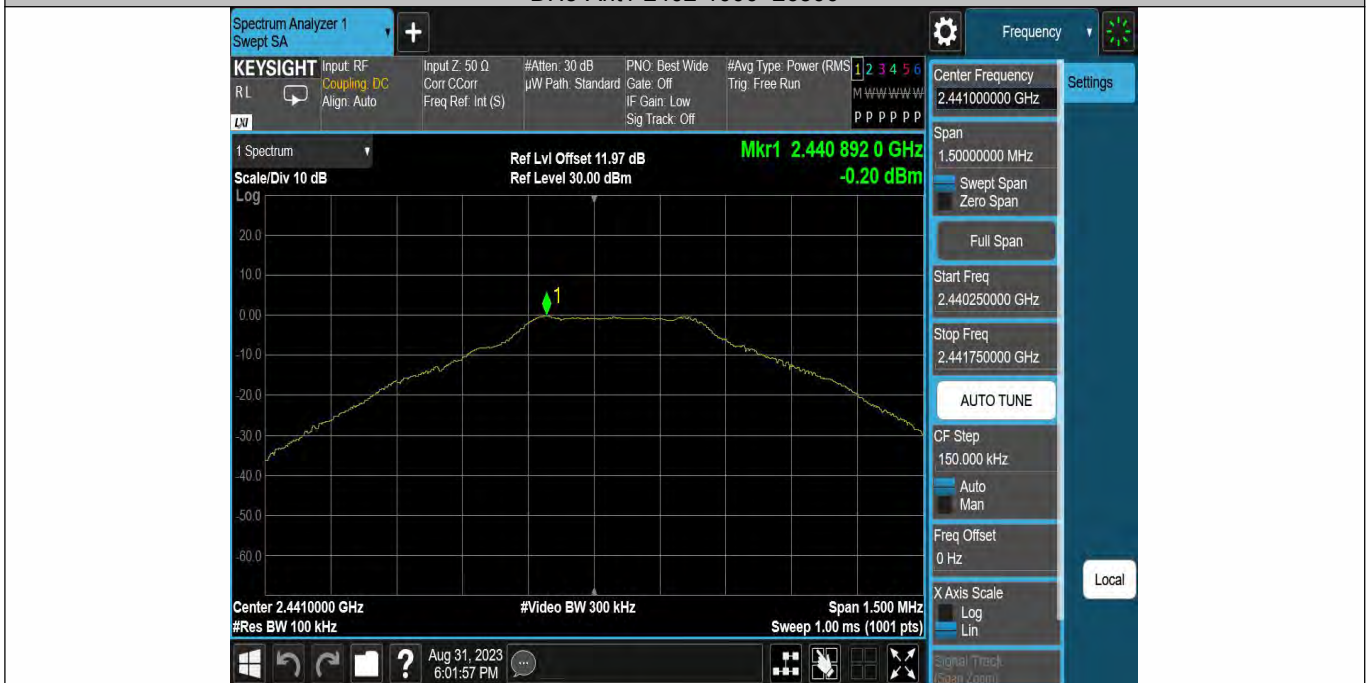 Spectrum Analyzer 1
Swept SA
+
Frequency
KEYSIGHT
RL
LXI
Input: RF
Coupling: DC
Align: Auto
Input Z: 50 Ω
Corr CCorr
Freq Ref: Int (S)
#Atten: 30 dB
µW Path: Standard
PNO: Best Wide
Gate: Off
IF Gain: Low
Sig Track: Off
#Avg Type: Power (RMS
Trig: Free Run
1 2 3 4 5 6
M W W W W W
P P P P P P
Center Frequency
2.441000000 GHz
Settings
Span
1.50000000 MHz
Swept Span
Zero Span
Full Span
Start Freq
2.440250000 GHz
Stop Freq
2.441750000 GHz
AUTO TUNE
CF Step
150.000 kHz
Auto
Man
Freq Offset
0 Hz
X Axis Scale
Log
Lin
Signal Track
(Span Zoom)
Local
1 Spectrum
Scale/Div 10 dB
Ref Lvl Offset 11.97 dB
Ref Level 30.00 dBm
Mkr1 2.440 892 0 GHz
-0.20 dBm
Log
20.0
10.0
0.00
-10.0
-20.0
-30.0
-40.0
-50.0
-60.0
1
Center 2.4410000 GHz
#Res BW 100 kHz
#Video BW 300 kHz
Span 1.500 MHz
Sweep 1.00 ms (1001 pts)
?
Aug 31, 2023
6:01:57 PM